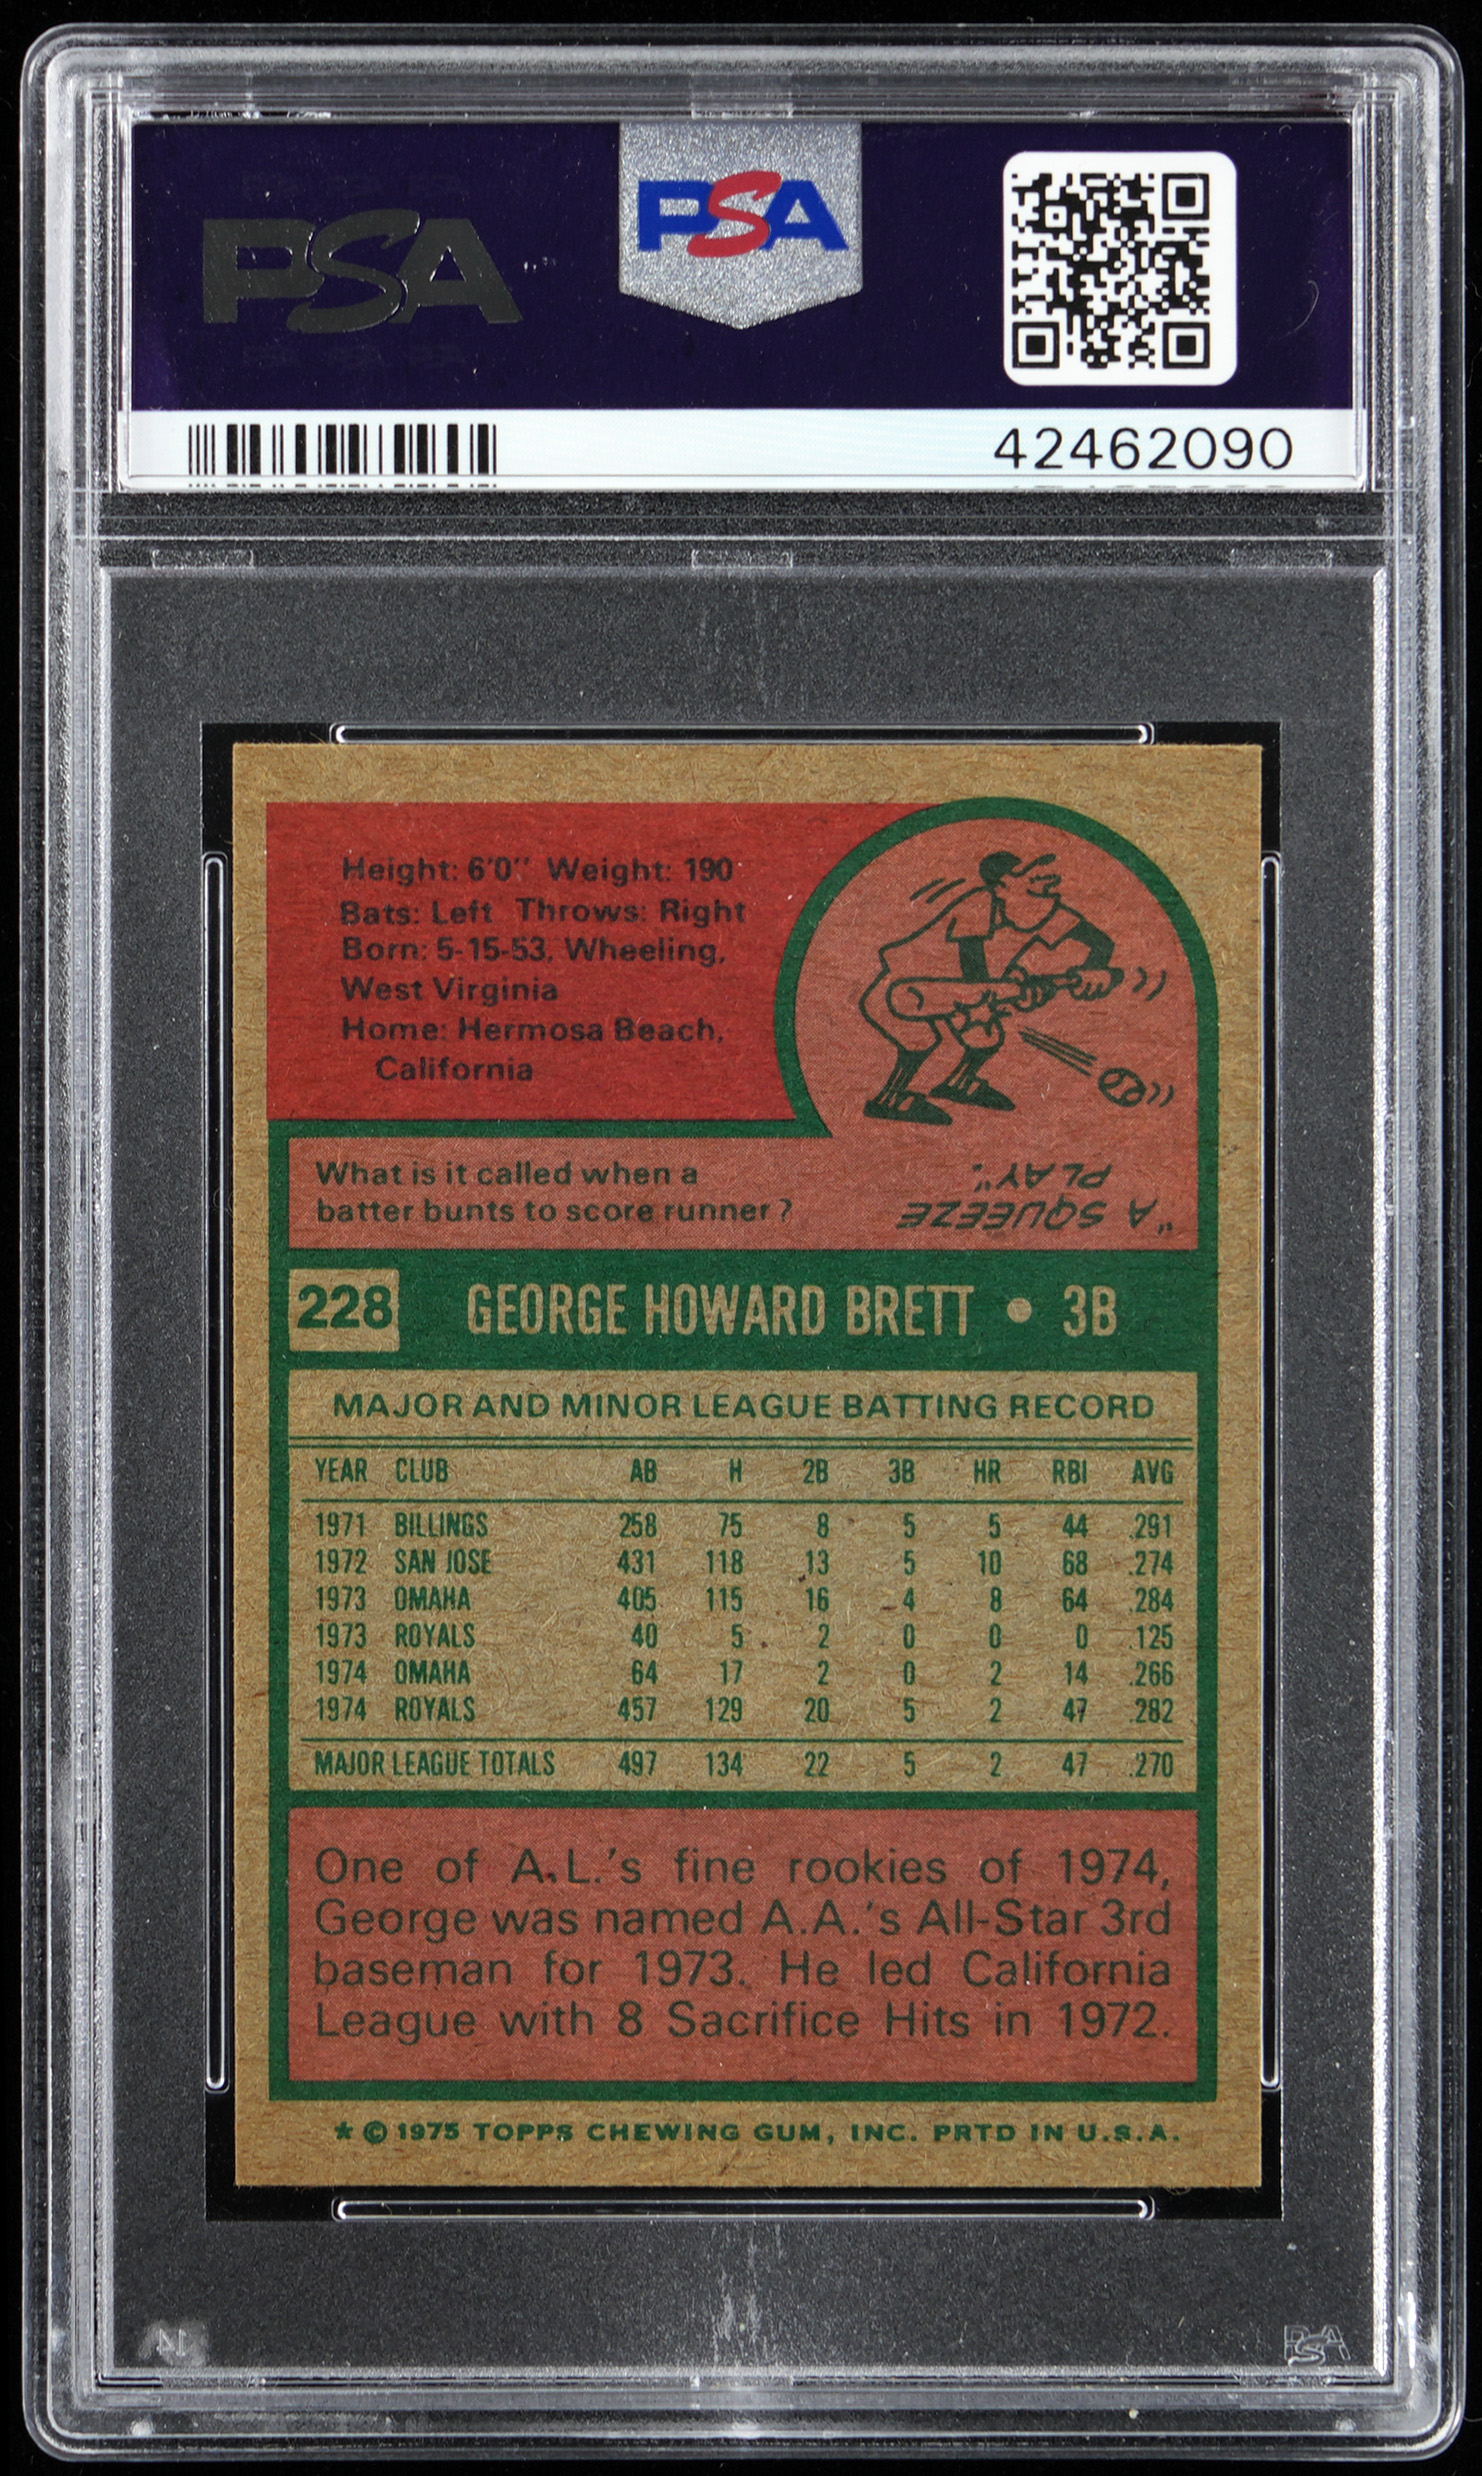 PSA
PSA
42462090
Height: 6'0" Weight: 190
Bats: Left Throws: Right
Born: 5-15-53, Wheeling,
West Virginia
Home: Hermosa Beach,
California
What is it called when a
batter bunts to score runner?
"A SQUEEZE
PLAY".
228 GEORGE HOWARD BRETT • 3B
MAJOR AND MINOR LEAGUE BATTING RECORD
YEAR CLUB AB H 2B 3B HR RBI AVG
1971 BILLINGS 258 75 8 5 5 44 .291
1972 SAN JOSE 431 118 13 5 10 68 .274
1973 OMAHA 405 115 16 4 8 64 .284
1973 ROYALS 40 5 2 0 0 0 .125
1974 OMAHA 64 17 2 0 2 14 .266
1974 ROYALS 457 129 20 5 2 47 .282
MAJOR LEAGUE TOTALS 497 134 22 5 2 47 .270
One of A.L.'s fine rookies of 1974,
George was named A.A.'s All-Star 3rd
baseman for 1973. He led California
League with 8 Sacrifice Hits in 1972.
* © 1975 TOPPS CHEWING GUM, INC. PRTD IN U.S.A.
PSA